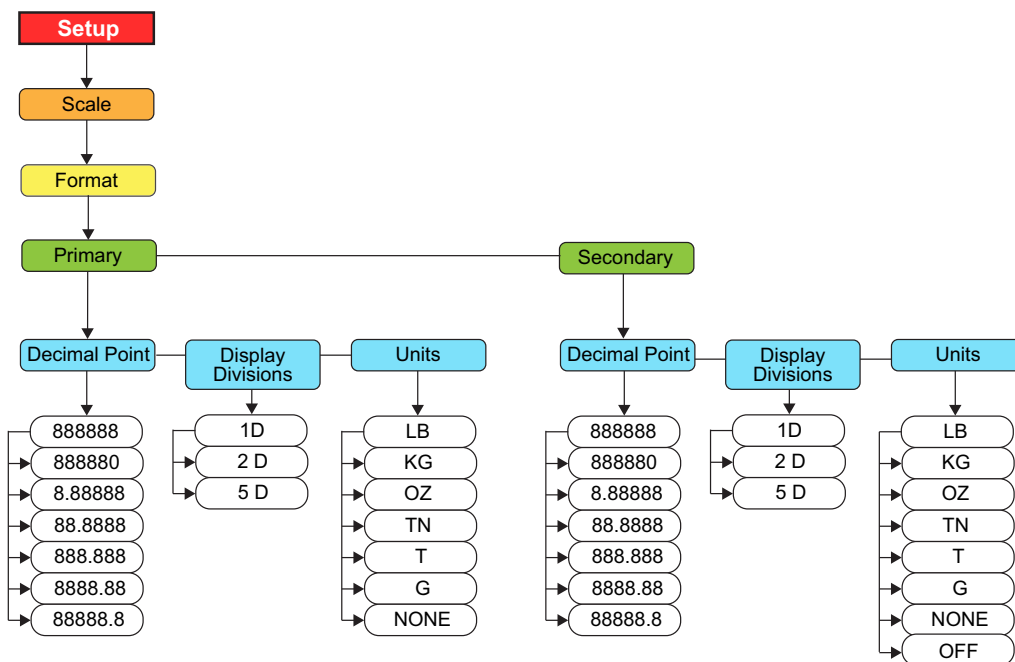 Setup
Scale
Format
Primary
Secondary
Decimal Point
Display
Divisions
Units
Decimal Point
Display
Divisions
Units
888888
888880
8.88888
88.8888
888.888
8888.88
88888.8
1D
2 D
5 D
LB
KG
OZ
TN
T
G
NONE
888888
888880
8.88888
88.8888
888.888
8888.88
88888.8
1D
2 D
5 D
LB
KG
OZ
TN
T
G
NONE
OFF